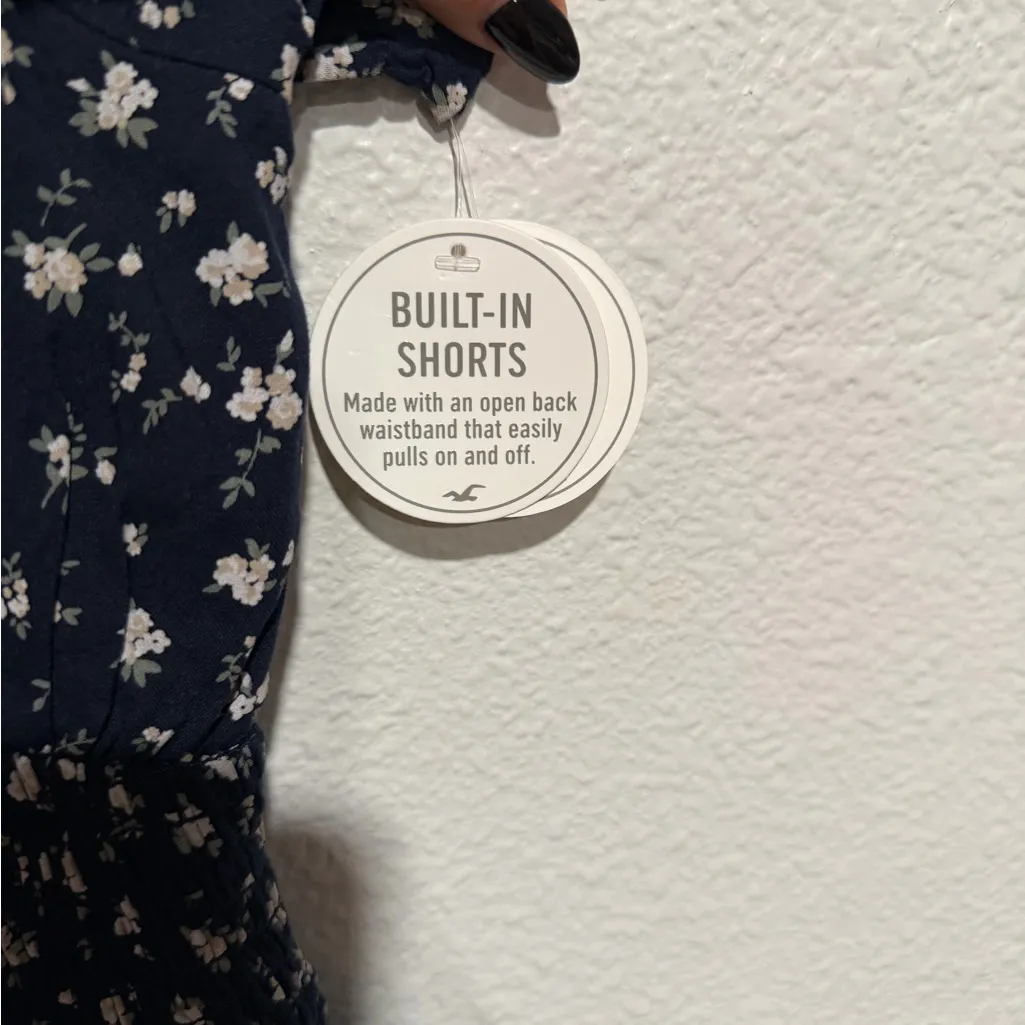 BUILT-IN
SHORTS
Made with an open back
waistband that easily
pulls on and off.